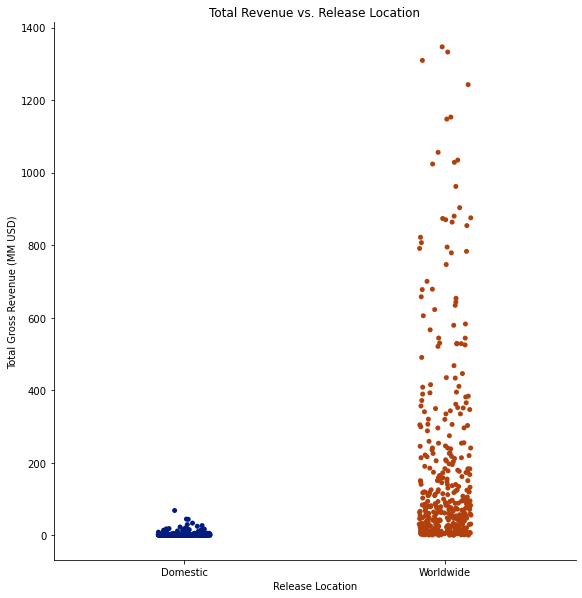 Total Revenue vs. Release Location
1400
1200
1000
800
600
400
200
0
Total Gross Revenue (MM USD)
Domestic
Worldwide
Release Location